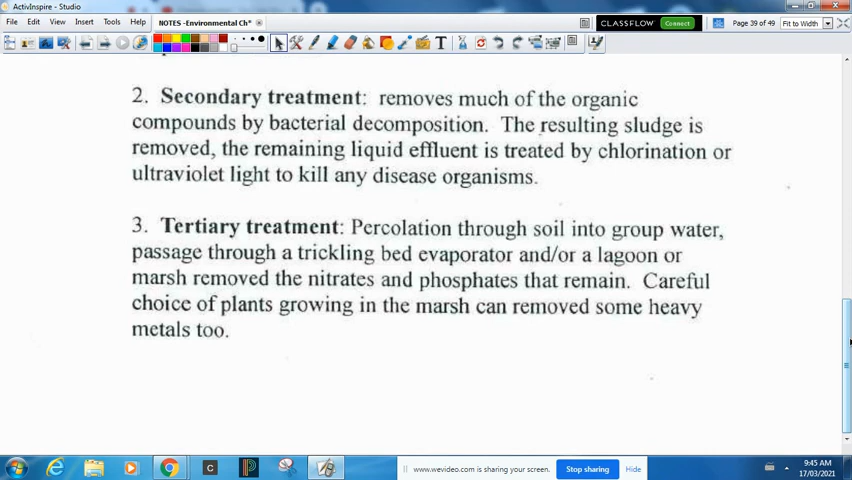 ActivInspire - Studio
File Edit View Insert Tools Help NOTES -Environmental Ch* CLASSFLOW Connect Page 39 of 49 Fit to Width
2. Secondary treatment: removes much of the organic
compounds by bacterial decomposition. The resulting sludge is
removed, the remaining liquid effluent is treated by chlorination or
ultraviolet light to kill any disease organisms.
3. Tertiary treatment: Percolation through soil into group water,
passage through a trickling bed evaporator and/or a lagoon or
marsh removed the nitrates and phosphates that remain. Careful
choice of plants growing in the marsh can removed some heavy
metals too.
www.wevideo.com is sharing your screen. Stop sharing Hide
9:45 AM
17/03/2021